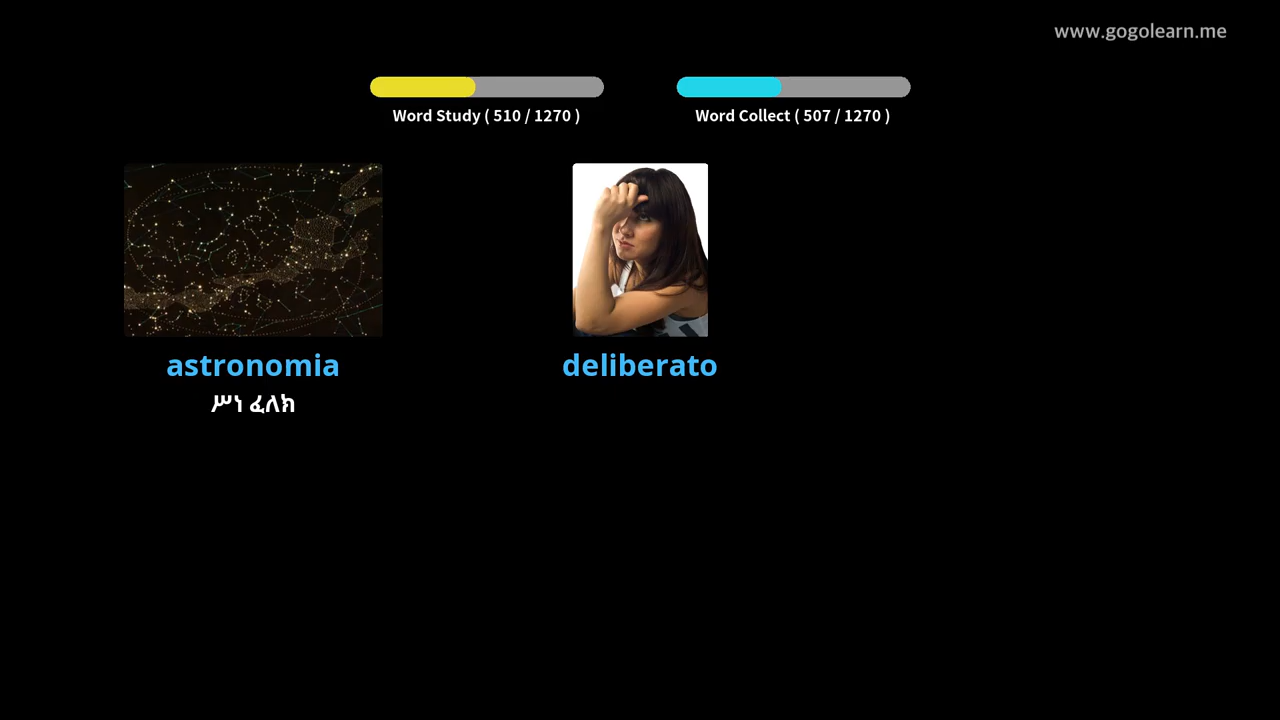 www.gogolearn.me
Word Study ( 510 / 1270 )
Word Collect ( 507 / 1270 )
astronomia
deliberato
ሥነ ፈለክ